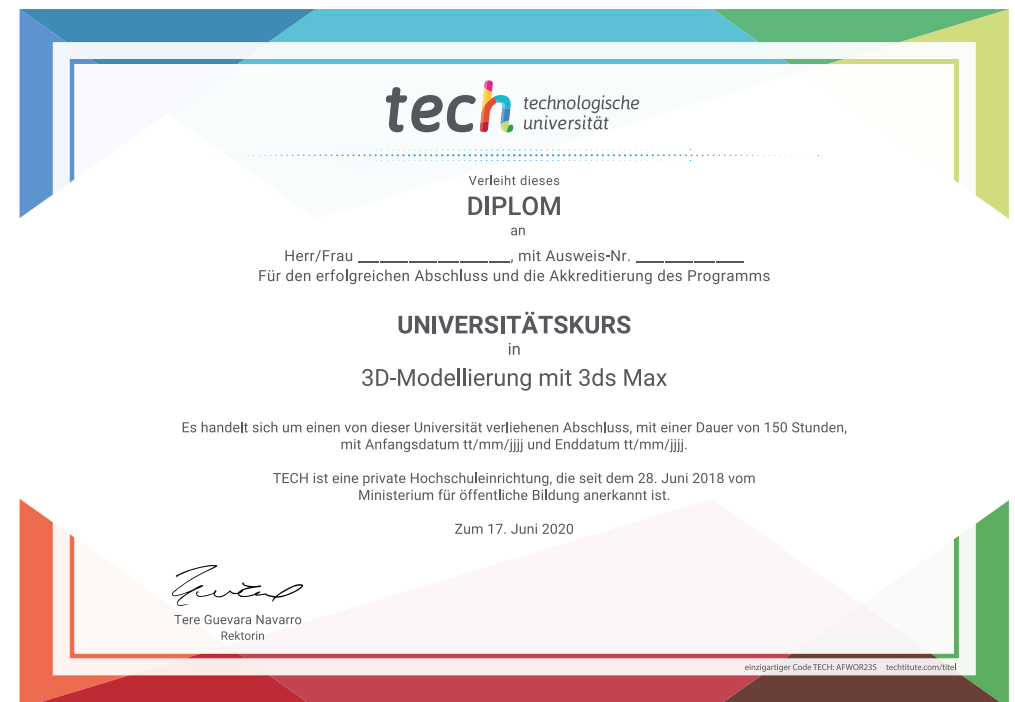 tech technologische
universität
Verleiht dieses
DIPLOM
an
Herr/Frau ____________________, mit Ausweis-Nr. ______________
Für den erfolgreichen Abschluss und die Akkreditierung des Programms
UNIVERSITÄTSKURS
in
3D-Modellierung mit 3ds Max
Es handelt sich um einen von dieser Universität verliehenen Abschluss, mit einer Dauer von 150 Stunden,
mit Anfangsdatum tt/mm/jjjj und Enddatum tt/mm/jjjj.
TECH ist eine private Hochschuleinrichtung, die seit dem 28. Juni 2018 vom
Ministerium für öffentliche Bildung anerkannt ist.
Zum 17. Juni 2020
Tere Guevara Navarro
Rektorin
einzigartiger Code TECH: AFWOR23S techtitute.com/titel